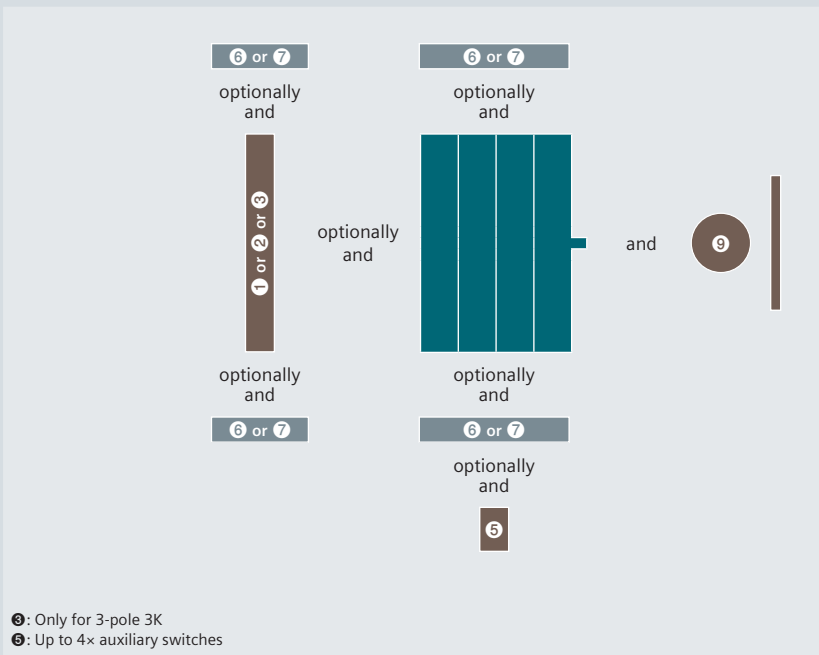 ❻ or ❼
❻ or ❼
optionally
and
optionally
and
❶ or ❷ or ❸
optionally
and
and
❾
optionally
and
optionally
and
❻ or ❼
❻ or ❼
optionally
and
❺
❸: Only for 3-pole 3K
❺: Up to 4× auxiliary switches